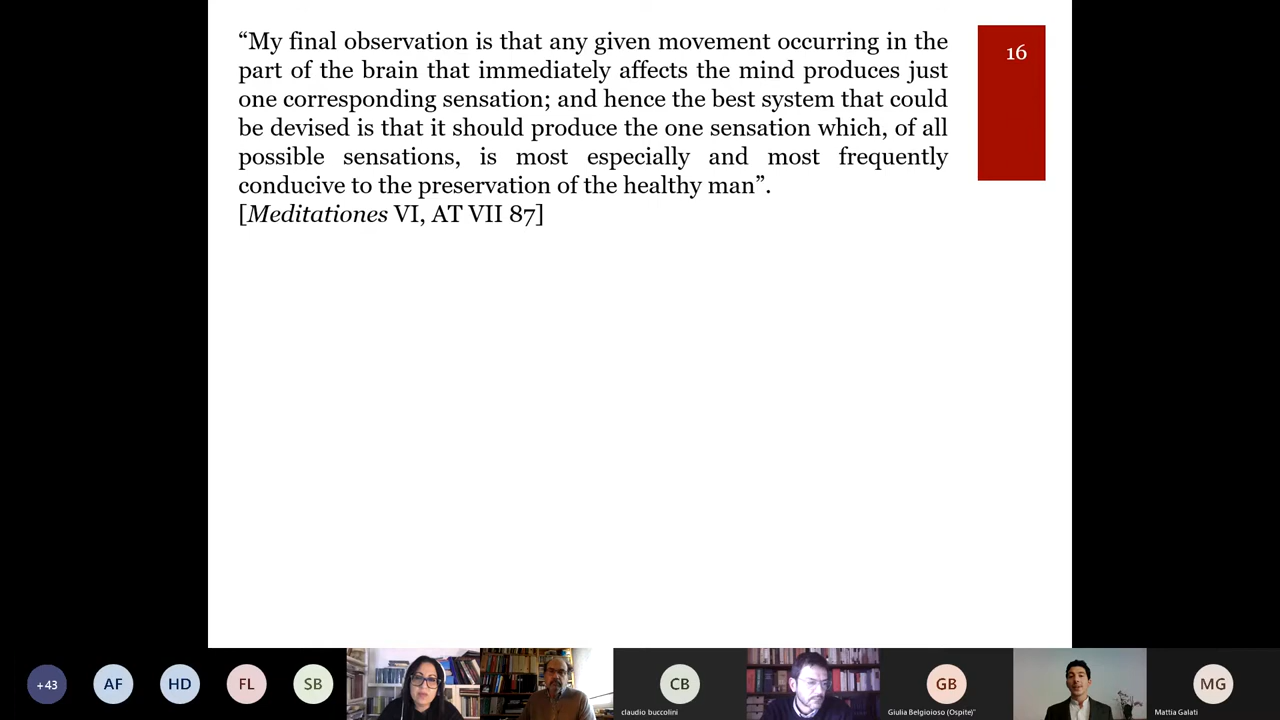 “My final observation is that any given movement occurring in the
part of the brain that immediately affects the mind produces just
one corresponding sensation; and hence the best system that could
be devised is that it should produce the one sensation which, of all
possible sensations, is most especially and most frequently
conducive to the preservation of the healthy man”.
[Meditationes VI, AT VII 87]
16
+43
AF
HD
FL
SB
CB
claudio buccolini
GB
Giulia Belgioioso (Ospite)"
MG
Mattia Galati